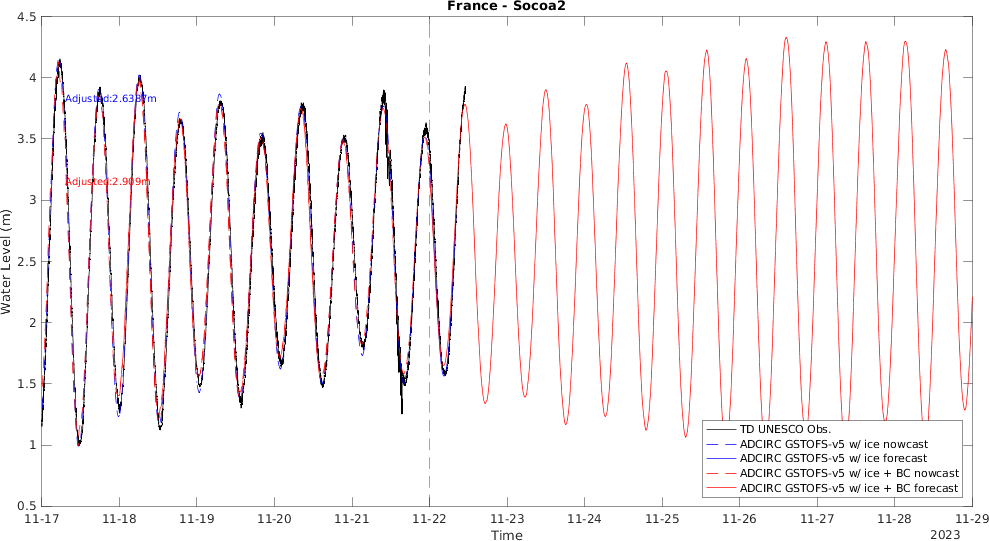 France - Socoa2
4.5
4
3.5
3
2.5
2
1.5
1
0.5
Water Level (m)
Adjusted:2.6387m
Adjusted:2.909m
TD UNESCO Obs.
ADCIRC GSTOFS-v5 w/ ice nowcast
ADCIRC GSTOFS-v5 w/ ice forecast
ADCIRC GSTOFS-v5 w/ ice + BC nowcast
ADCIRC GSTOFS-v5 w/ ice + BC forecast
11-17 11-18 11-19 11-20 11-21 11-22 11-23 11-24 11-25 11-26 11-27 11-28 11-29
Time
2023